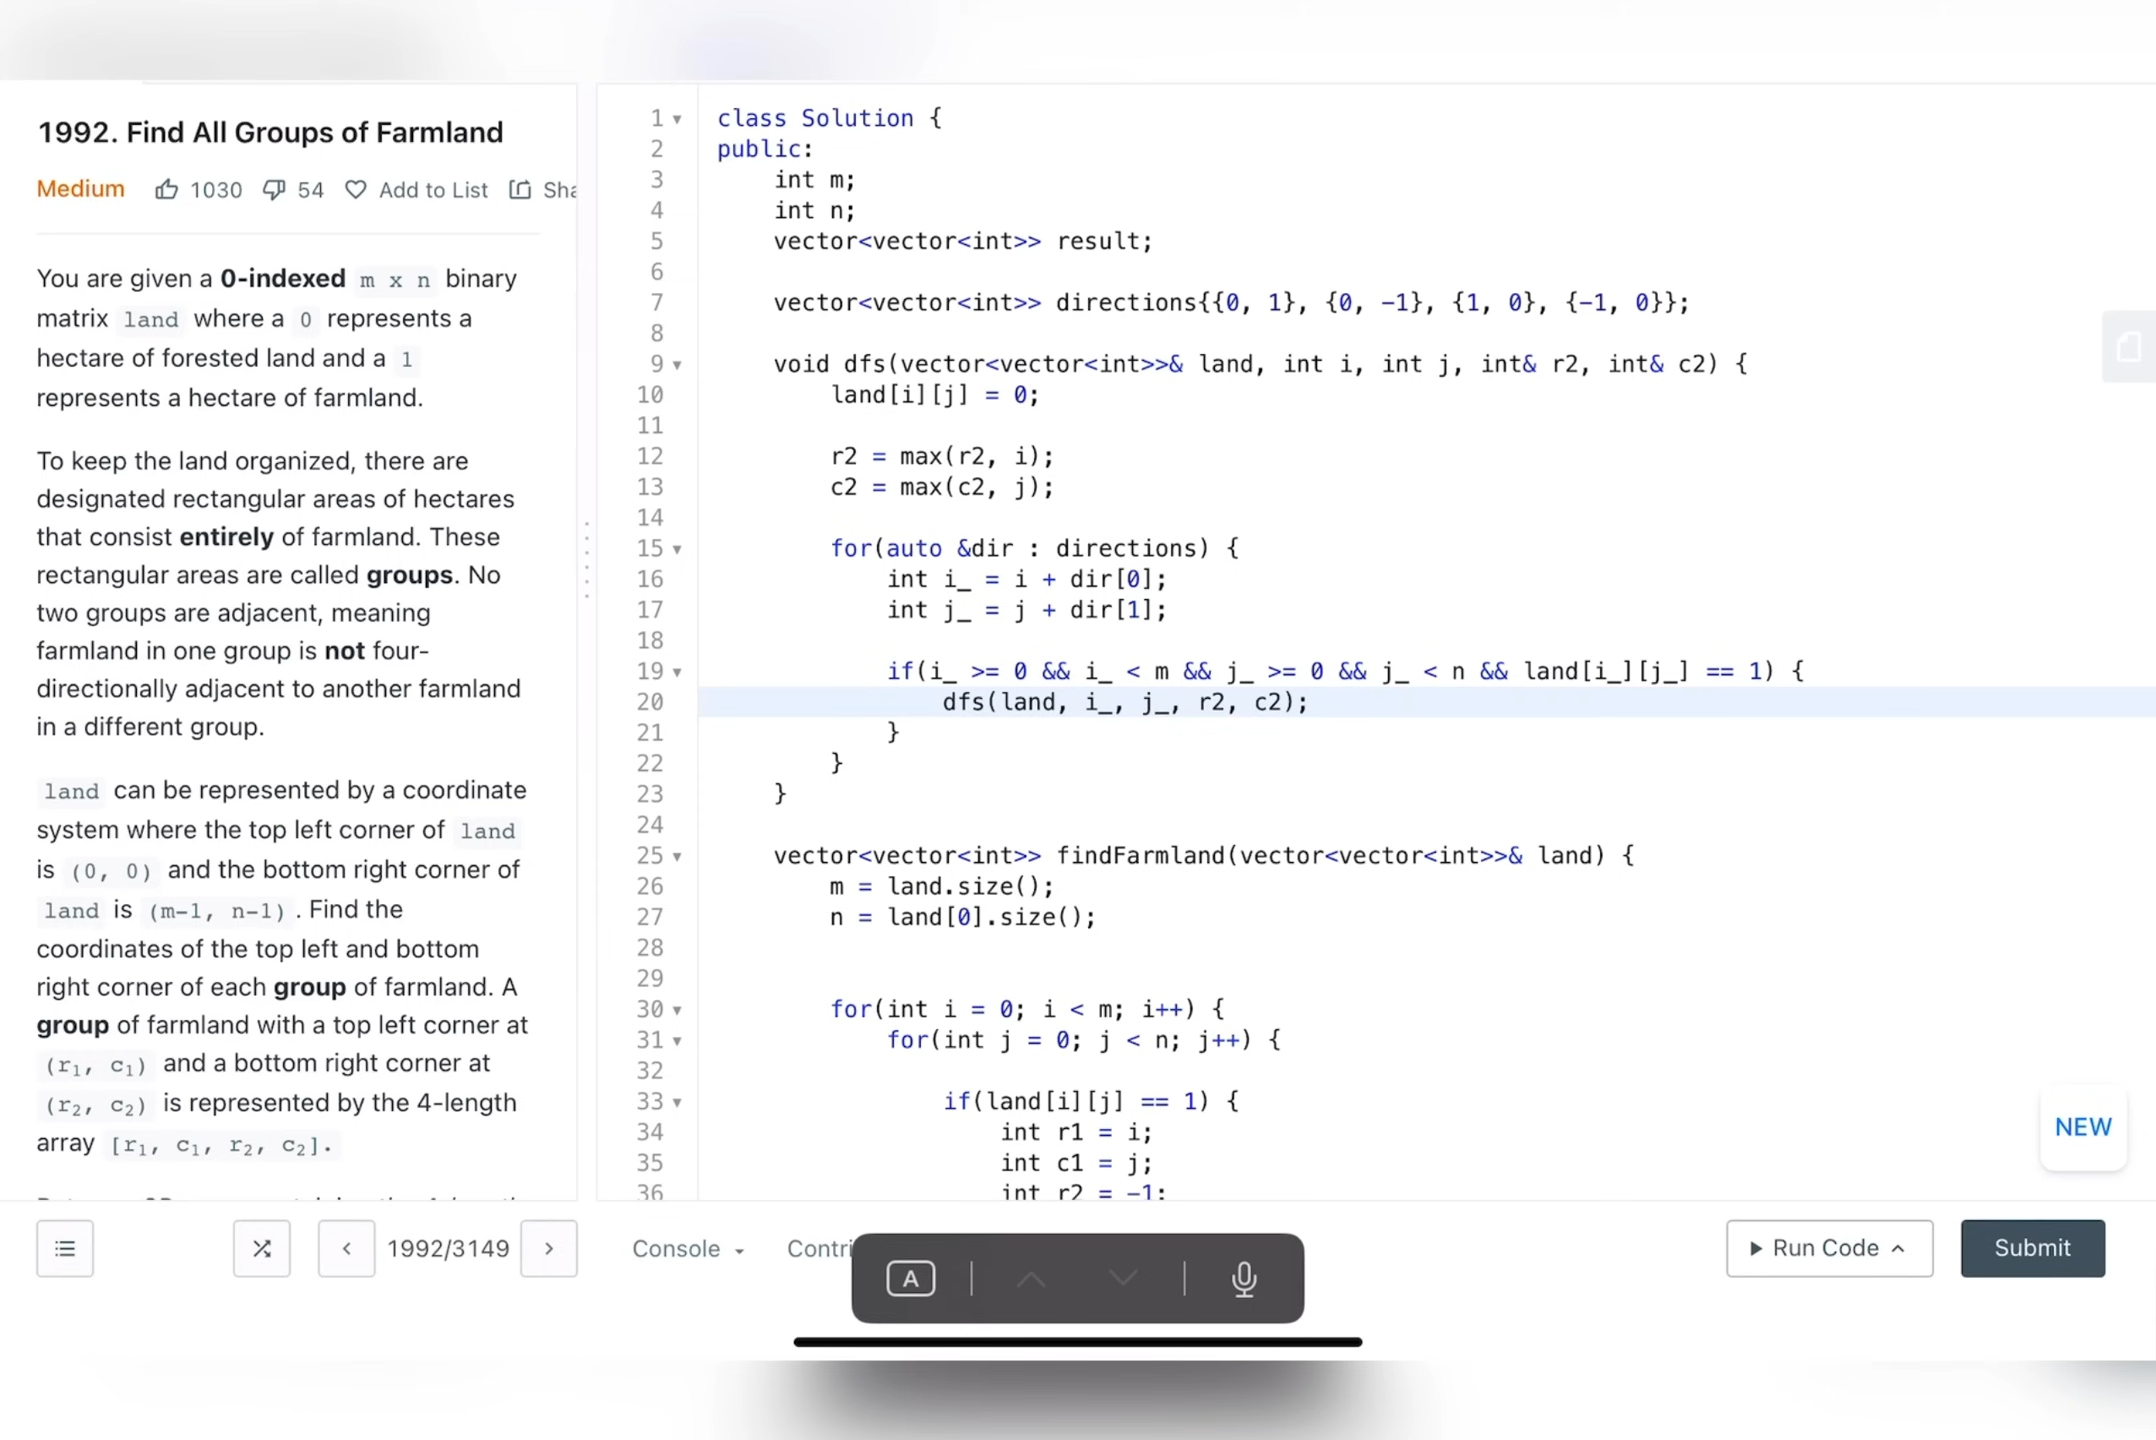 1992. Find All Groups of Farmland
Medium 1030 54 Add to List Sha
You are given a 0-indexed m x n binary
matrix land where a 0 represents a
hectare of forested land and a 1
represents a hectare of farmland.
To keep the land organized, there are
designated rectangular areas of hectares
that consist entirely of farmland. These
rectangular areas are called groups. No
two groups are adjacent, meaning
farmland in one group is not four-
directionally adjacent to another farmland
in a different group.
land can be represented by a coordinate
system where the top left corner of land
is (0, 0) and the bottom right corner of
land is (m-1, n-1) . Find the
coordinates of the top left and bottom
right corner of each group of farmland. A
group of farmland with a top left corner at
(r₁, c₁) and a bottom right corner at
(r₂, c₂) is represented by the 4-length
array [r₁, c₁, r₂, c₂].
1 class Solution {
2 public:
3 int m;
4 int n;
5 vector<vector<int>> result;
6
7 vector<vector<int>> directions{{0, 1}, {0, -1}, {1, 0}, {-1, 0}};
8
9 void dfs(vector<vector<int>>& land, int i, int j, int& r2, int& c2) {
10 land[i][j] = 0;
11
12 r2 = max(r2, i);
13 c2 = max(c2, j);
14
15 for(auto &dir : directions) {
16 int i_ = i + dir[0];
17 int j_ = j + dir[1];
18
19 if(i_ >= 0 && i_ < m && j_ >= 0 && j_ < n && land[i_][j_] == 1) {
20 dfs(land, i_, j_, r2, c2);
21 }
22 }
23 }
24
25 vector<vector<int>> findFarmland(vector<vector<int>>& land) {
26 m = land.size();
27 n = land[0].size();
28
29
30 for(int i = 0; i < m; i++) {
31 for(int j = 0; j < n; j++) {
32
33 if(land[i][j] == 1) {
34 int r1 = i;
35 int c1 = j;
36 int r2 = -1;
NEW
1992/3149 Console Contri Run Code Submit
A